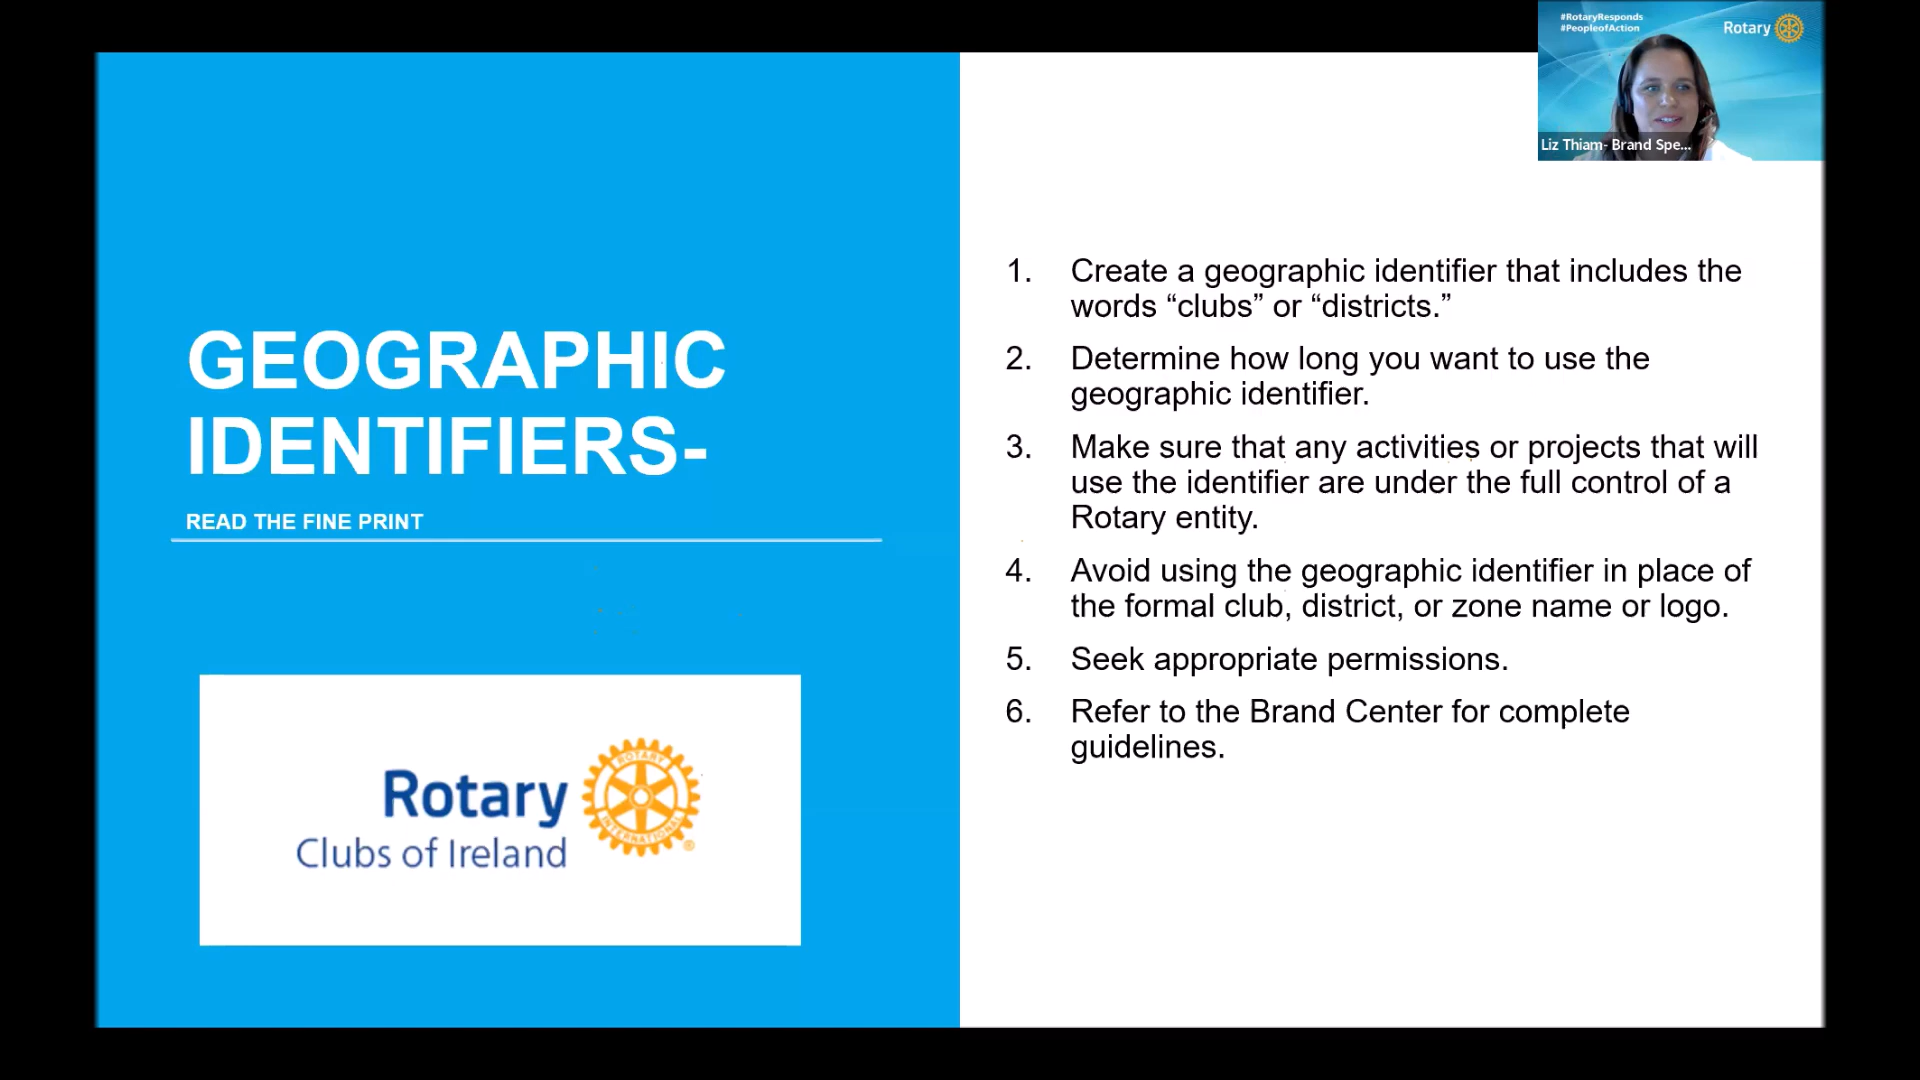 #RotaryResponds
#PeopleofAction
Rotary
Liz Thiam- Brand Spe...
GEOGRAPHIC
IDENTIFIERS-
READ THE FINE PRINT
Rotary
Clubs of Ireland
ROTARY
INTERNATIONAL
®
1. Create a geographic identifier that includes the
words “clubs” or “districts.”
2. Determine how long you want to use the
geographic identifier.
3. Make sure that any activities or projects that will
use the identifier are under the full control of a
Rotary entity.
4. Avoid using the geographic identifier in place of
the formal club, district, or zone name or logo.
5. Seek appropriate permissions.
6. Refer to the Brand Center for complete
guidelines.